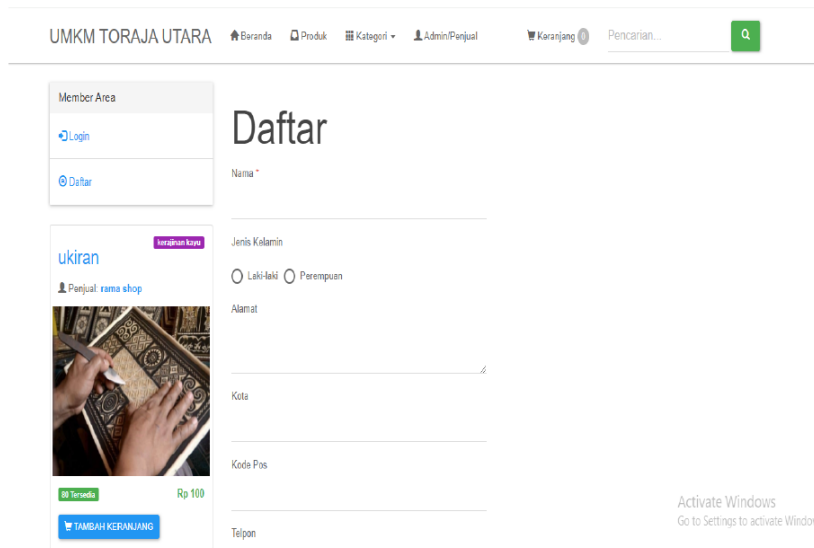 UMKM TORAJA UTARA Beranda Produk Kategori Admin/Penjual Keranjang 0 Pencarian...
Member Area
Login
Daftar
kerajinan kayu
ukiran
Penjual: rama shop
80 Tersedia Rp 100
TAMBAH KERANJANG
Daftar
Nama *
Jenis Kelamin
Laki-laki Perempuan
Alamat
Kota
Kode Pos
Telpon
Activate Windows
Go to Settings to activate Window